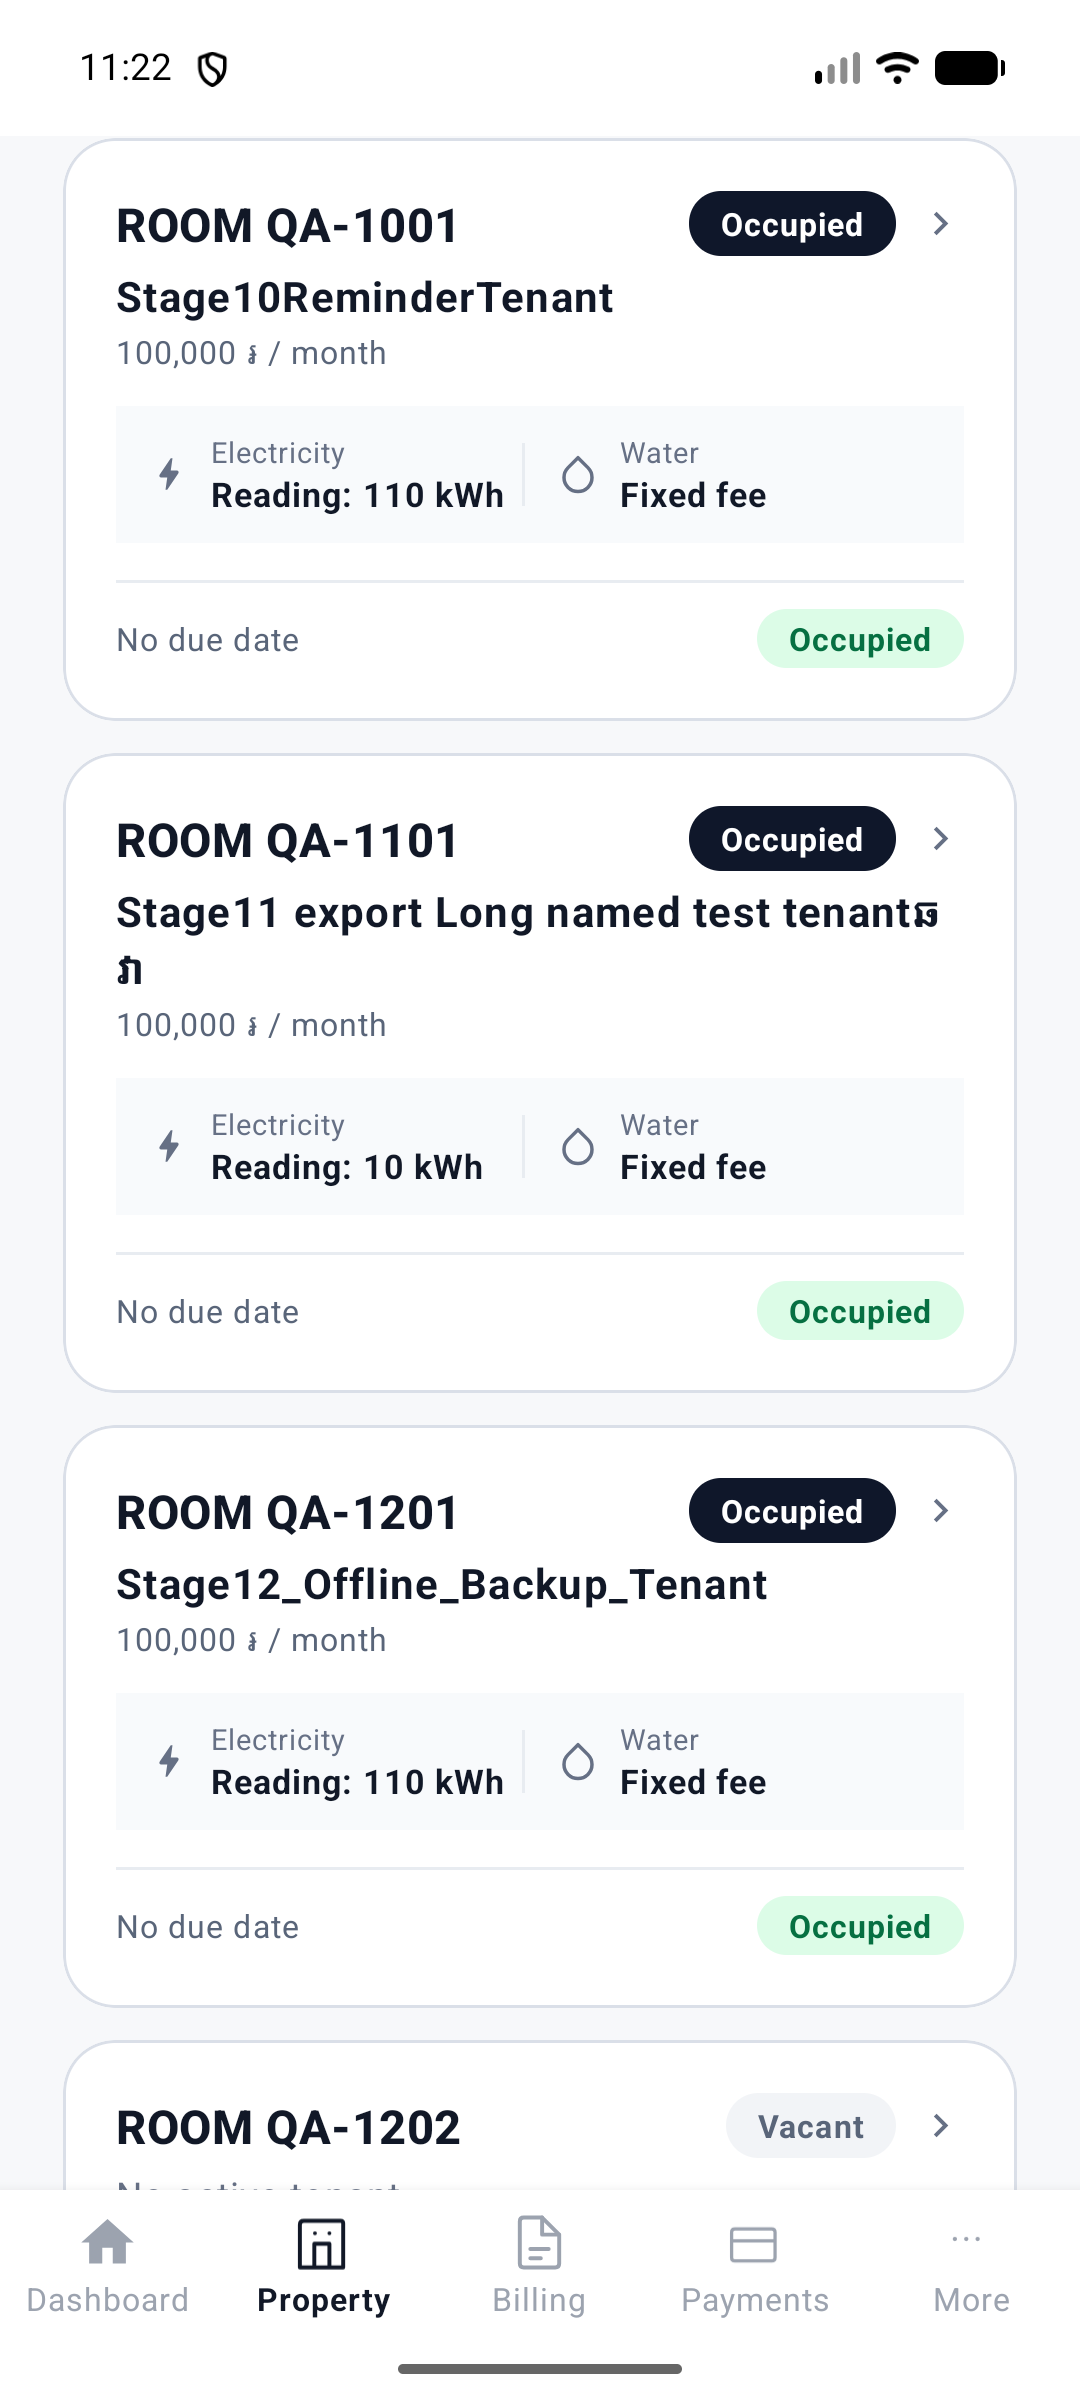 11:22
ROOM QA-1001
Occupied
Stage10ReminderTenant
100,000 ៛ / month
Electricity
Reading: 110 kWh
Water
Fixed fee
No due date
Occupied
ROOM QA-1101
Occupied
Stage11 export Long named test tenantឆ
វា
100,000 ៛ / month
Electricity
Reading: 10 kWh
Water
Fixed fee
No due date
Occupied
ROOM QA-1201
Occupied
Stage12_Offline_Backup_Tenant
100,000 ៛ / month
Electricity
Reading: 110 kWh
Water
Fixed fee
No due date
Occupied
ROOM QA-1202
Vacant
No active tenant
Dashboard
Property
Billing
Payments
More